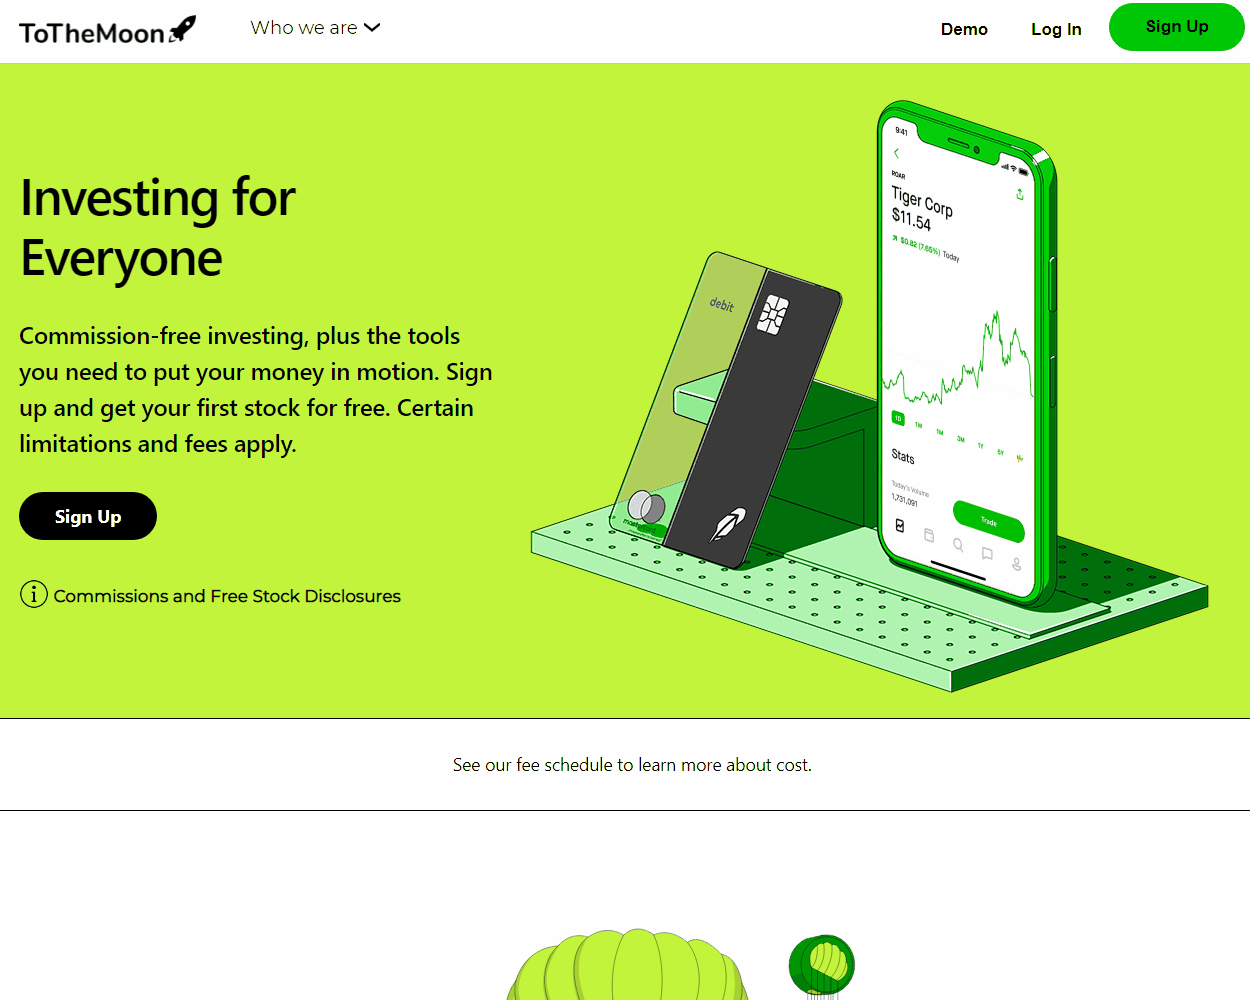 ToTheMoon
Who we are
Demo
Log In
Sign Up
Investing for
Everyone
Commission-free investing, plus the tools
you need to put your money in motion. Sign
up and get your first stock for free. Certain
limitations and fees apply.
Sign Up
Commissions and Free Stock Disclosures
debit
9:41
ROAR
Tiger Corp
$11.54
$0.82 (7.65%) Today
1D
1W
1M
3M
1Y
5Y
Stats
Today's Volume
1,731,091
Trade
See our fee schedule to learn more about cost.